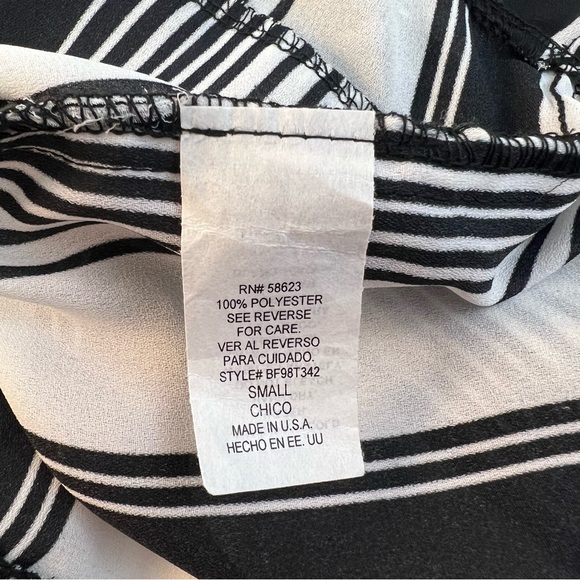 RN# 58623
100% POLYESTER
SEE REVERSE
FOR CARE.
VER AL REVERSO
PARA CUIDADO.
STYLE# BF98T342
SMALL
CHICO
MADE IN U.S.A.
HECHO EN EE. UU